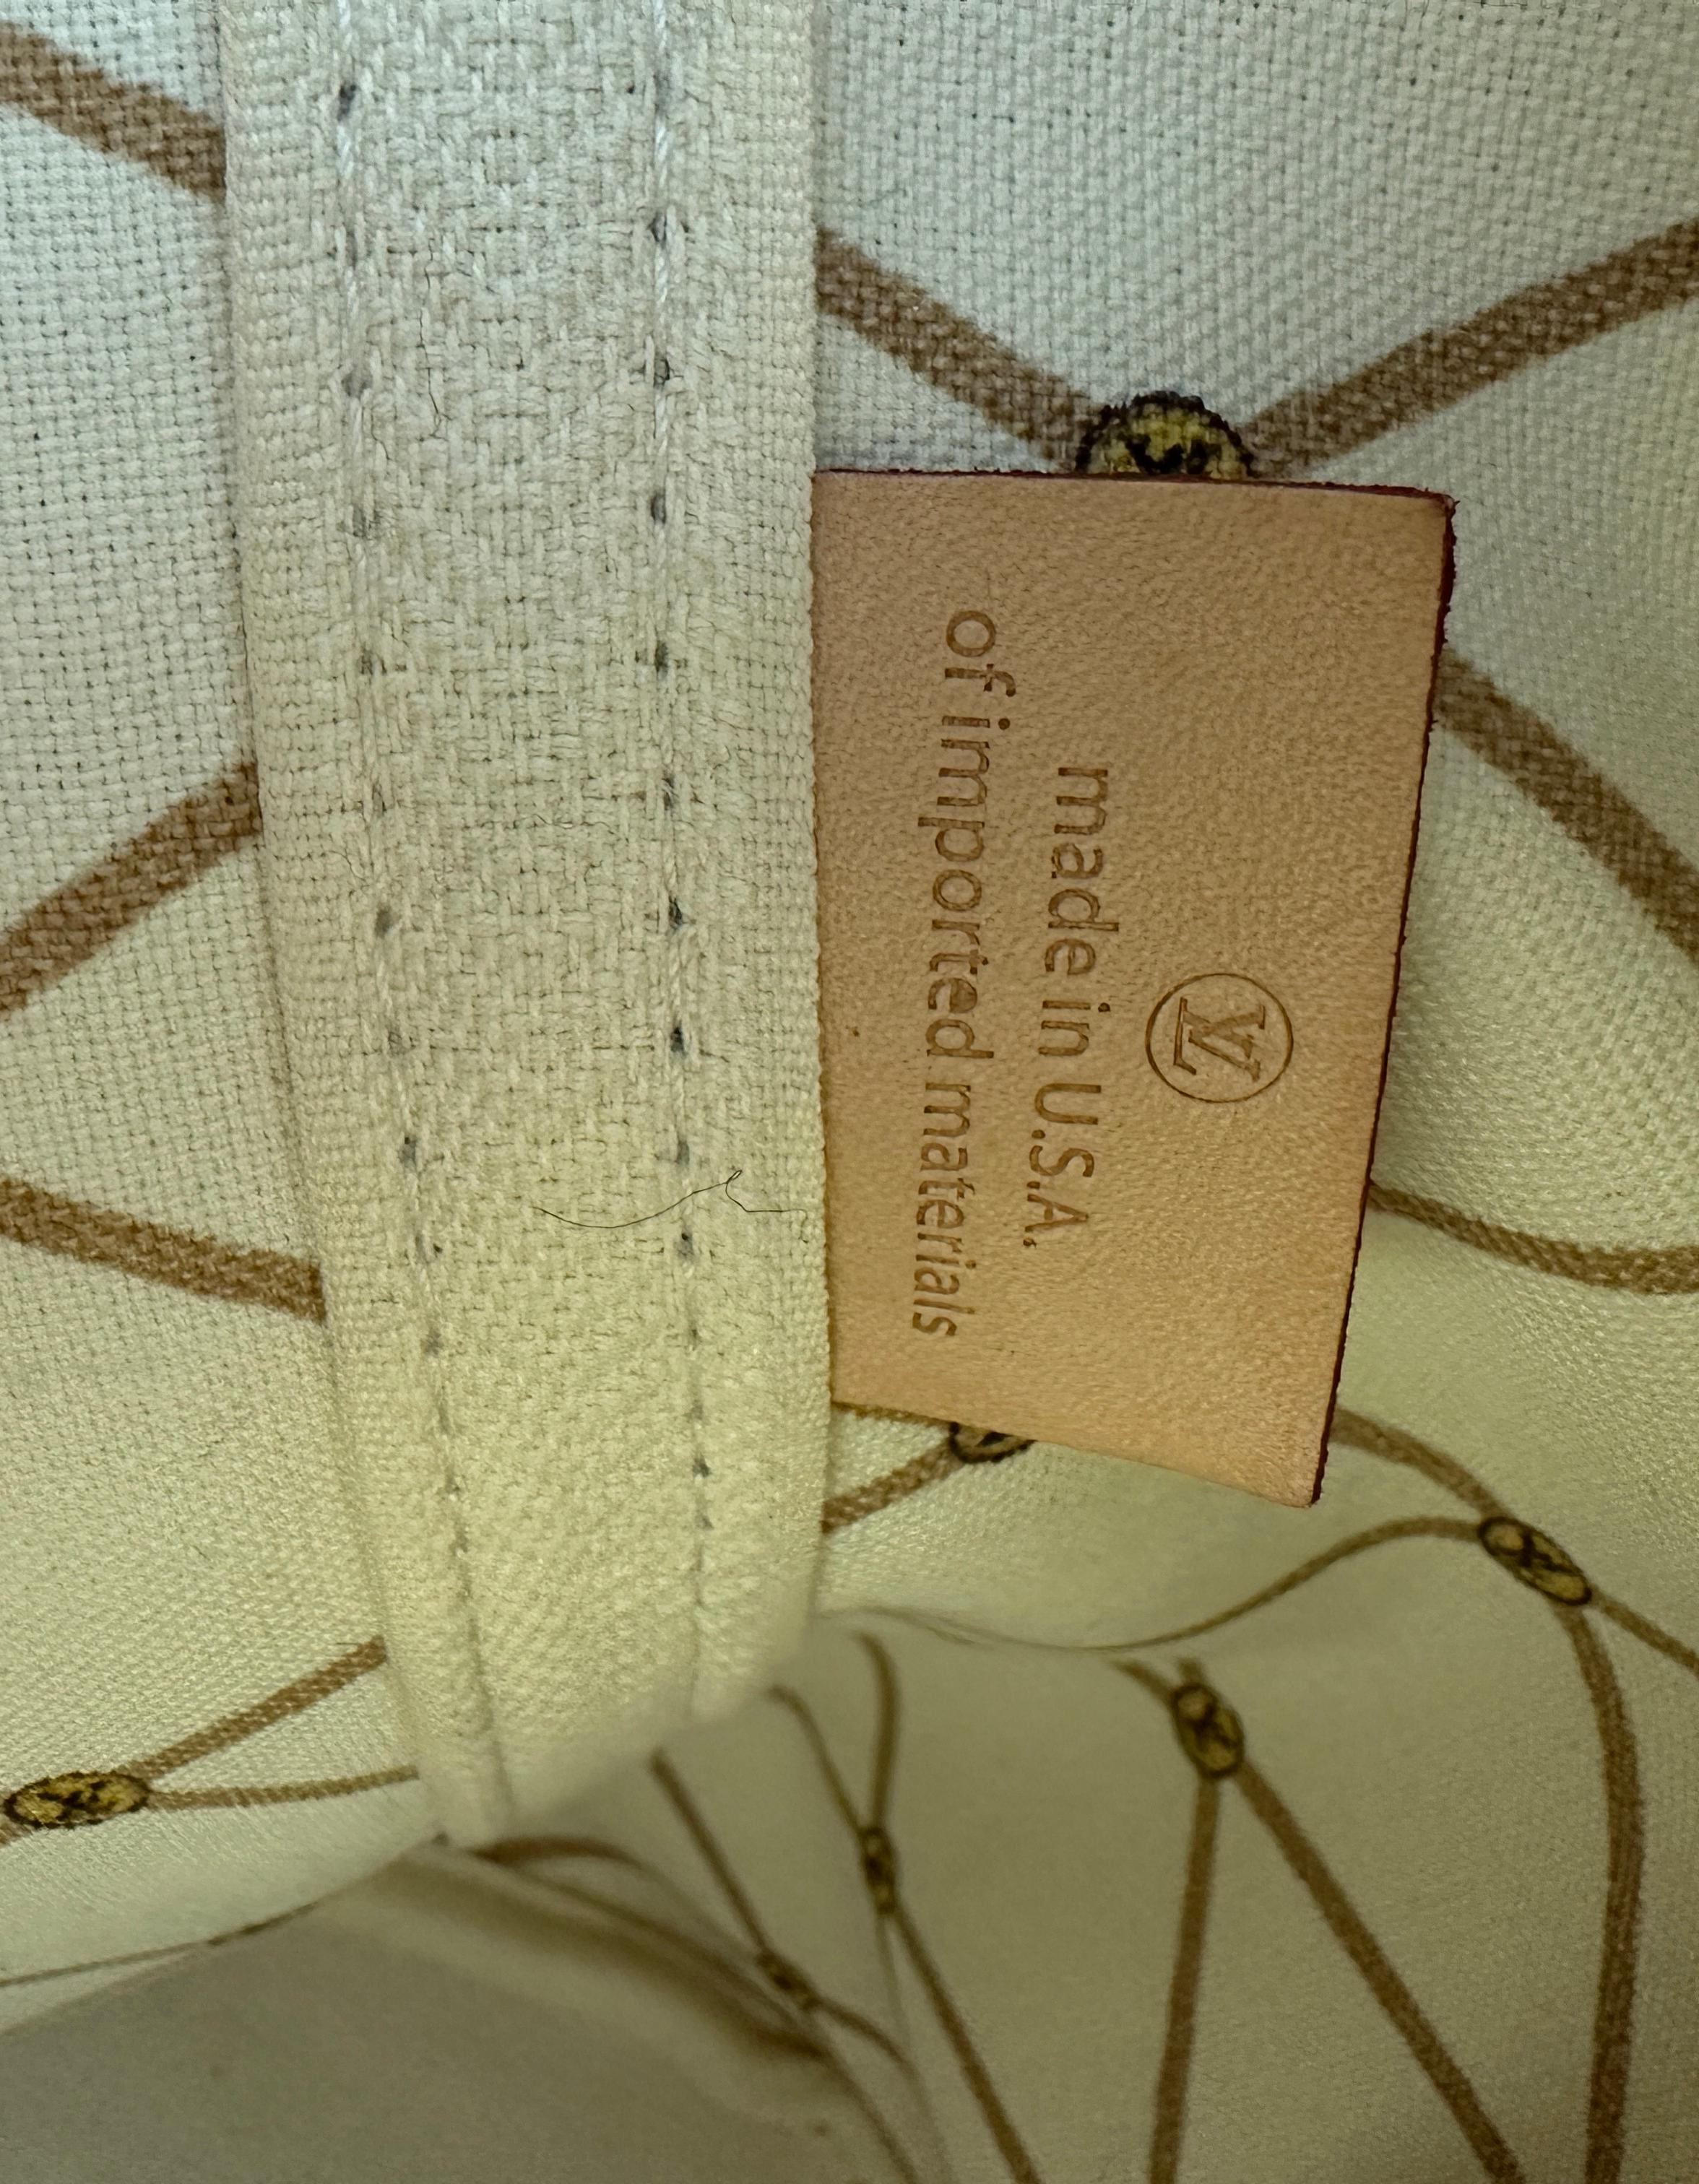 LV
made in U.S.A.
of imported materials